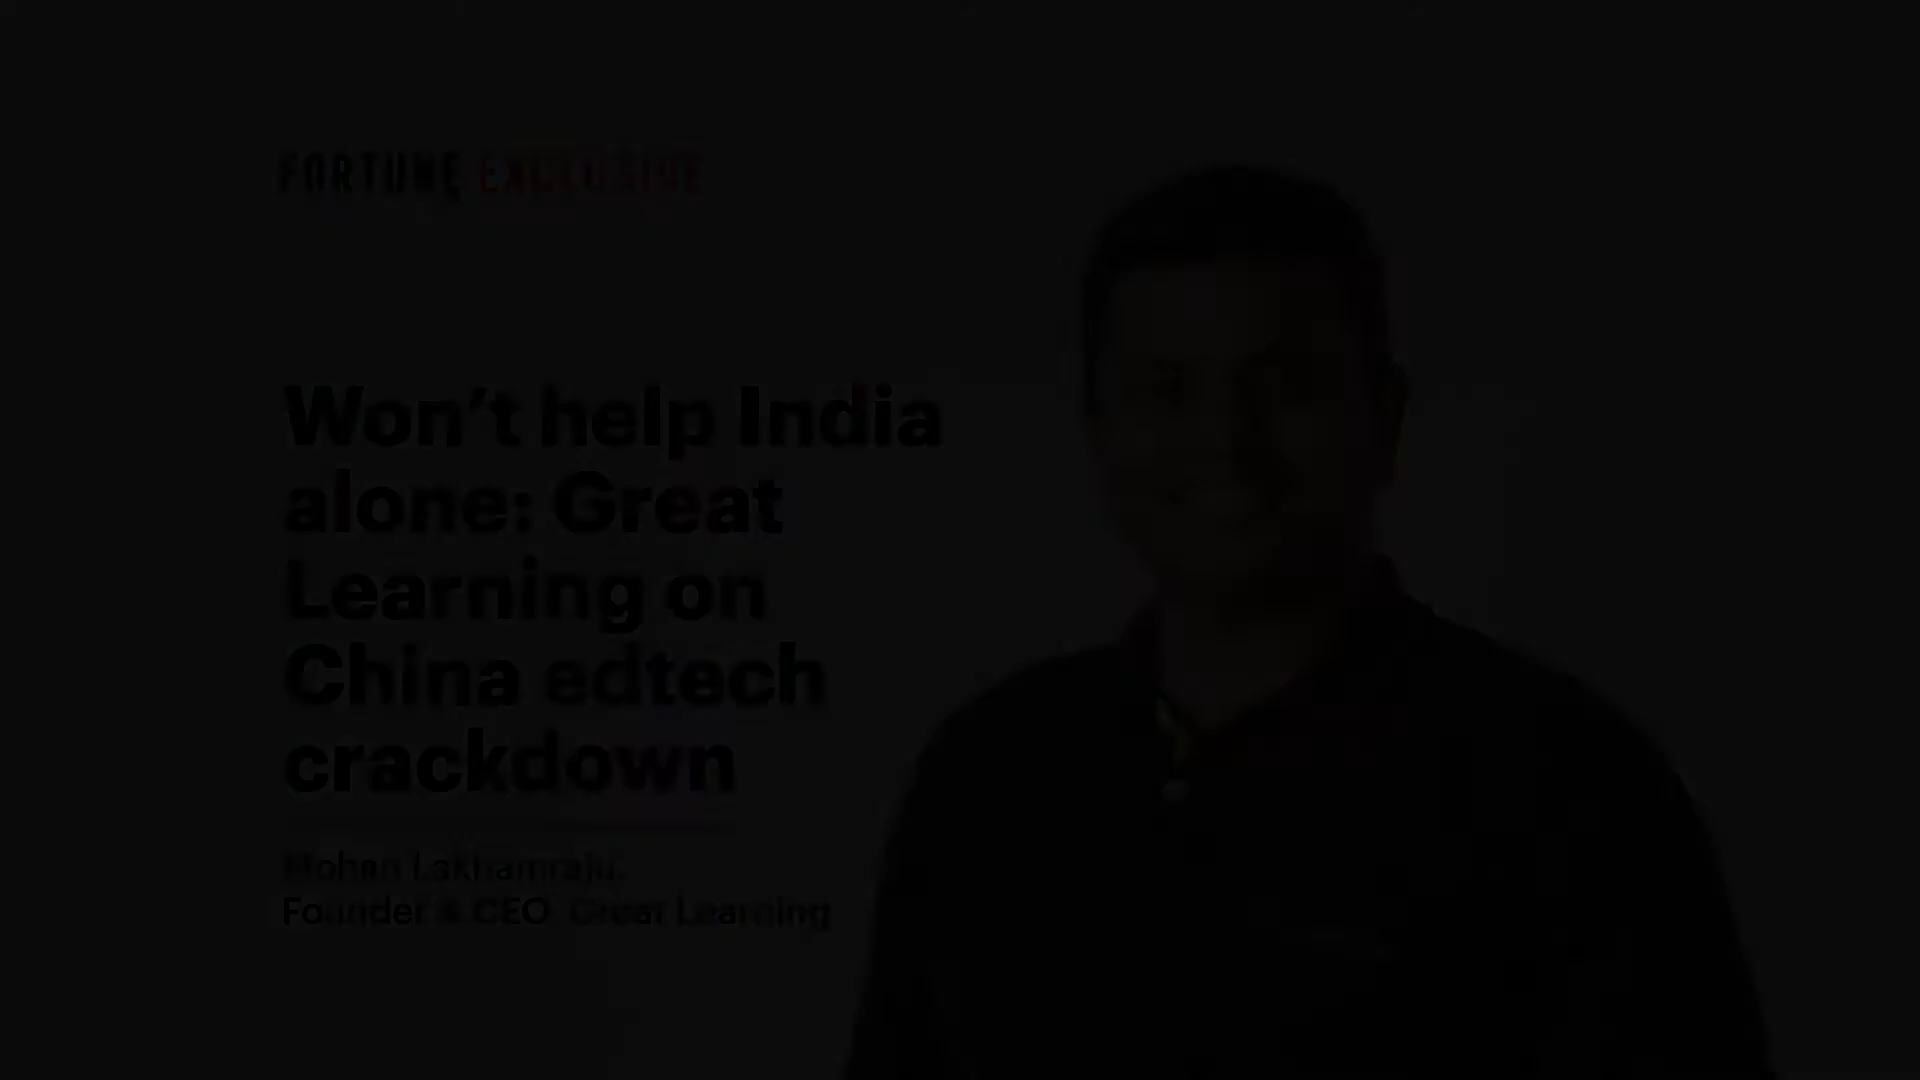 FORTUNE EXCLUSIVE
Won’t help India
alone: Great
Learning on
China edtech
crackdown
Mohan Lakhamraju,
Founder & CEO, Great Learning